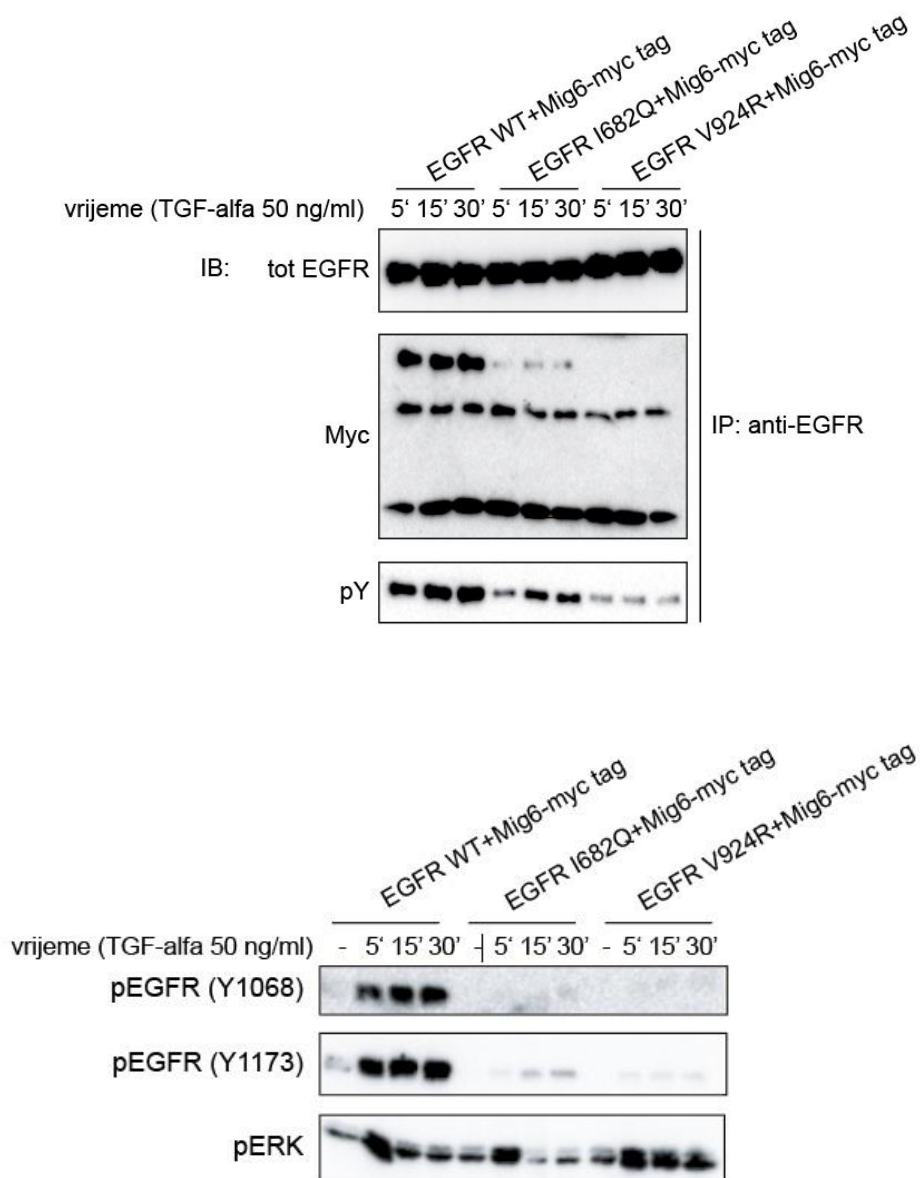 EGFR WT+Mig6-myc tag
EGFR I682Q+Mig6-myc tag
EGFR V924R+Mig6-myc tag
vrijeme (TGF-alfa 50 ng/ml) 5‘ 15’ 30’ 5‘ 15’ 30’ 5‘ 15’ 30’
IB: tot EGFR
Myc
IP: anti-EGFR
pY
EGFR WT+Mig6-myc tag
EGFR I682Q+Mig6-myc tag
EGFR V924R+Mig6-myc tag
vrijeme (TGF-alfa 50 ng/ml) - 5‘ 15’ 30’ - 5‘ 15’ 30’ - 5‘ 15’ 30’
pEGFR (Y1068)
pEGFR (Y1173)
pERK